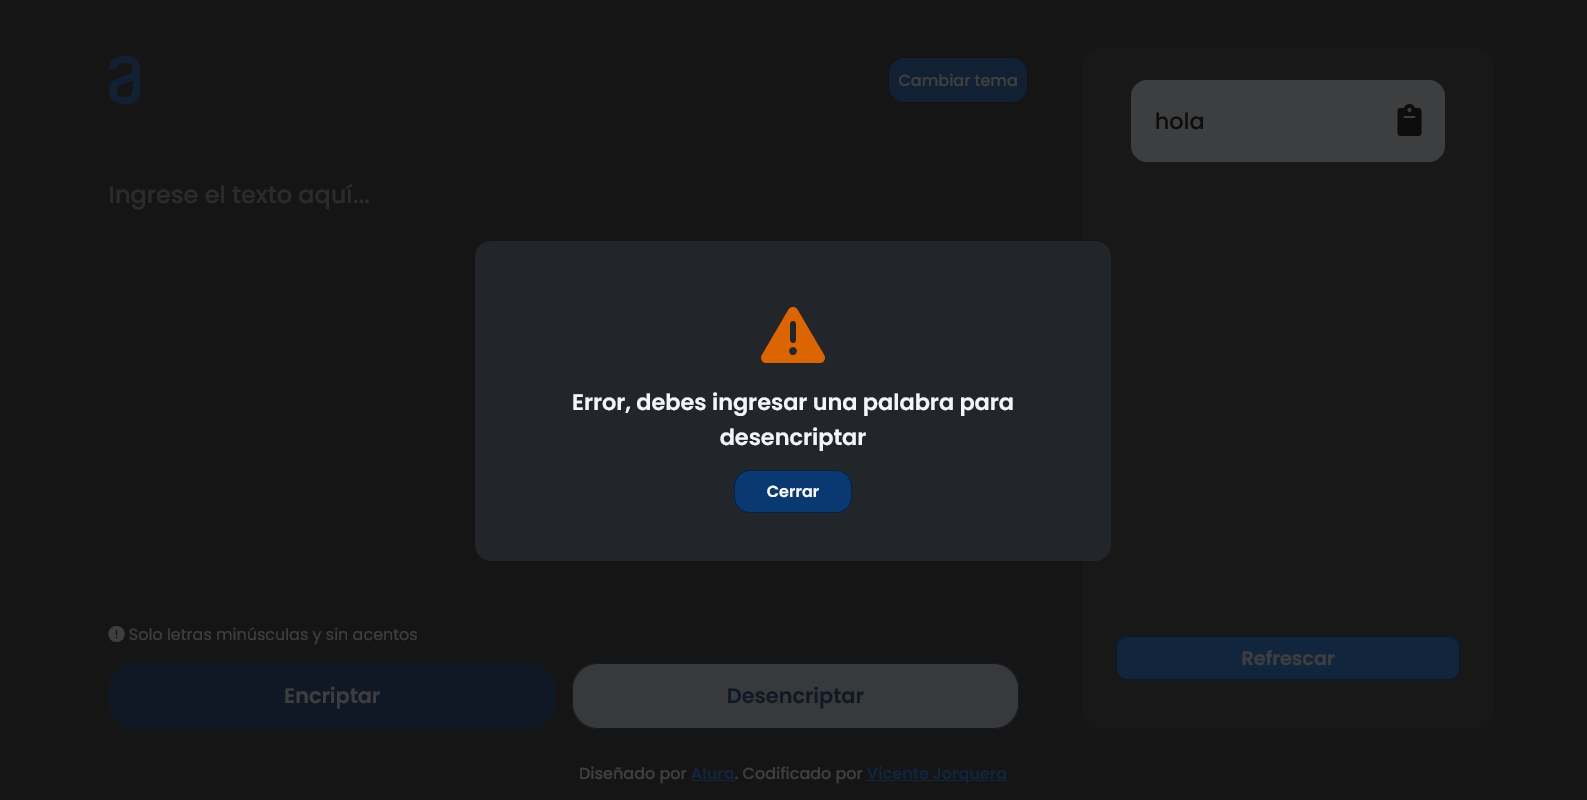 a
Cambiar tema
hola
Ingrese el texto aquí...
Error, debes ingresar una palabra para
desencriptar
Cerrar
Solo letras minúsculas y sin acentos
Encriptar
Desencriptar
Refrescar
Diseñado por Alura. Codificado por Vicente Jorquera